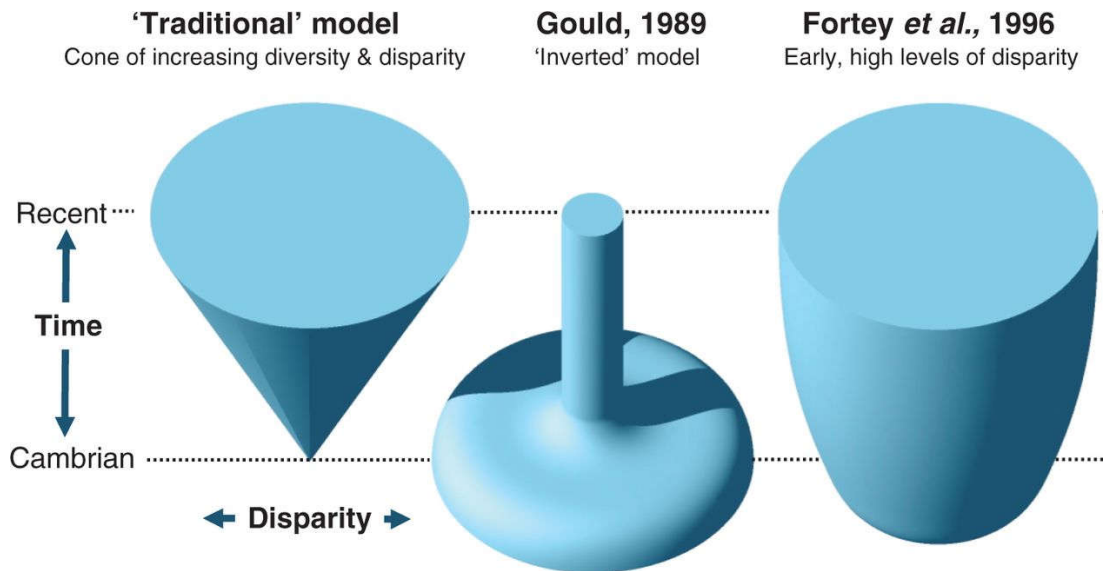 ‘Traditional’ model
Cone of increasing diversity & disparity
Gould, 1989
‘Inverted’ model
Fortey et al., 1996
Early, high levels of disparity
Recent
Time
Cambrian
Disparity